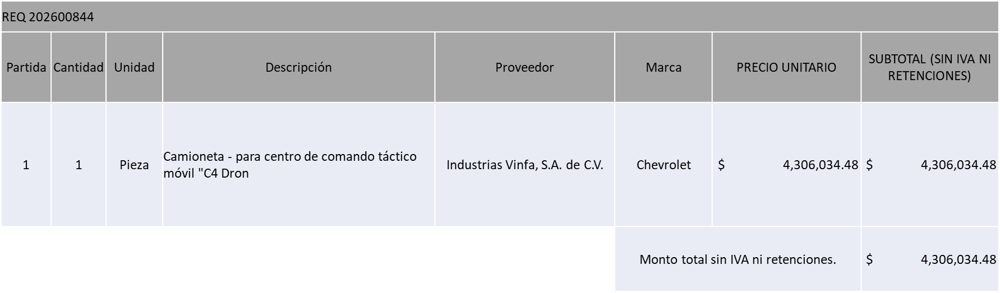 REQ 202600844
Partida Cantidad Unidad Descripción Proveedor Marca PRECIO UNITARIO SUBTOTAL (SIN IVA NI
RETENCIONES)
1 1 Pieza Camioneta - para centro de comando táctico
móvil "C4 Dron Industrias Vinfa, S.A. de C.V. Chevrolet $ 4,306,034.48 $ 4,306,034.48
Monto total sin IVA ni retenciones. $ 4,306,034.48